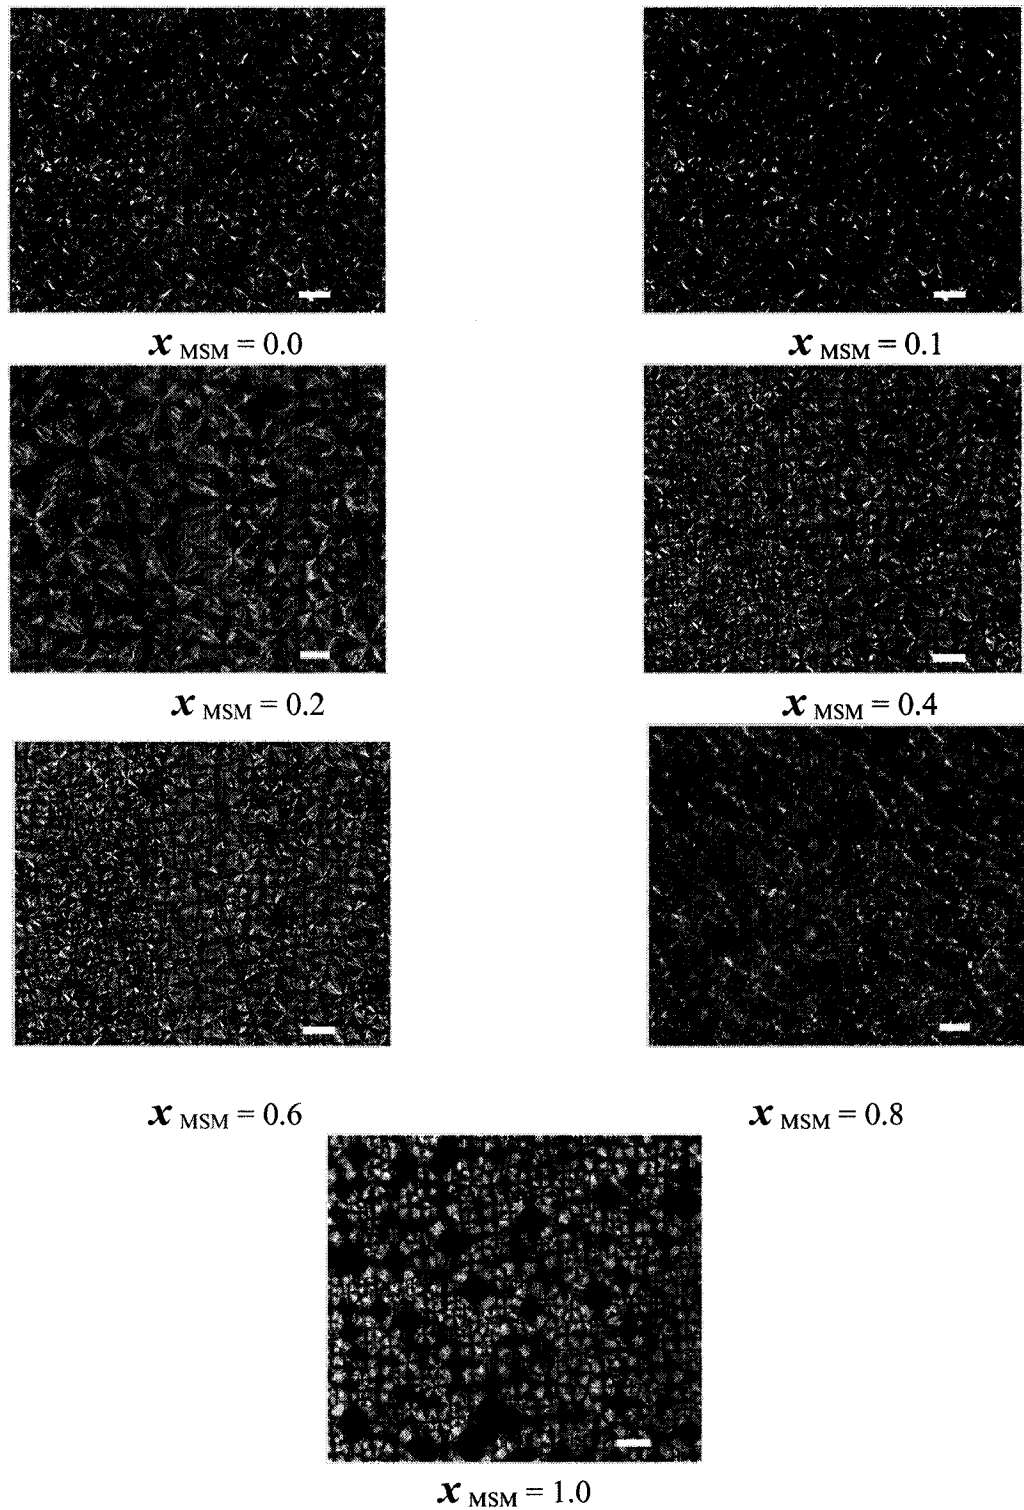 x MSM = 0.0
x MSM = 0.1
x MSM = 0.2
x MSM = 0.4
x MSM = 0.6
x MSM = 0.8
x MSM = 1.0